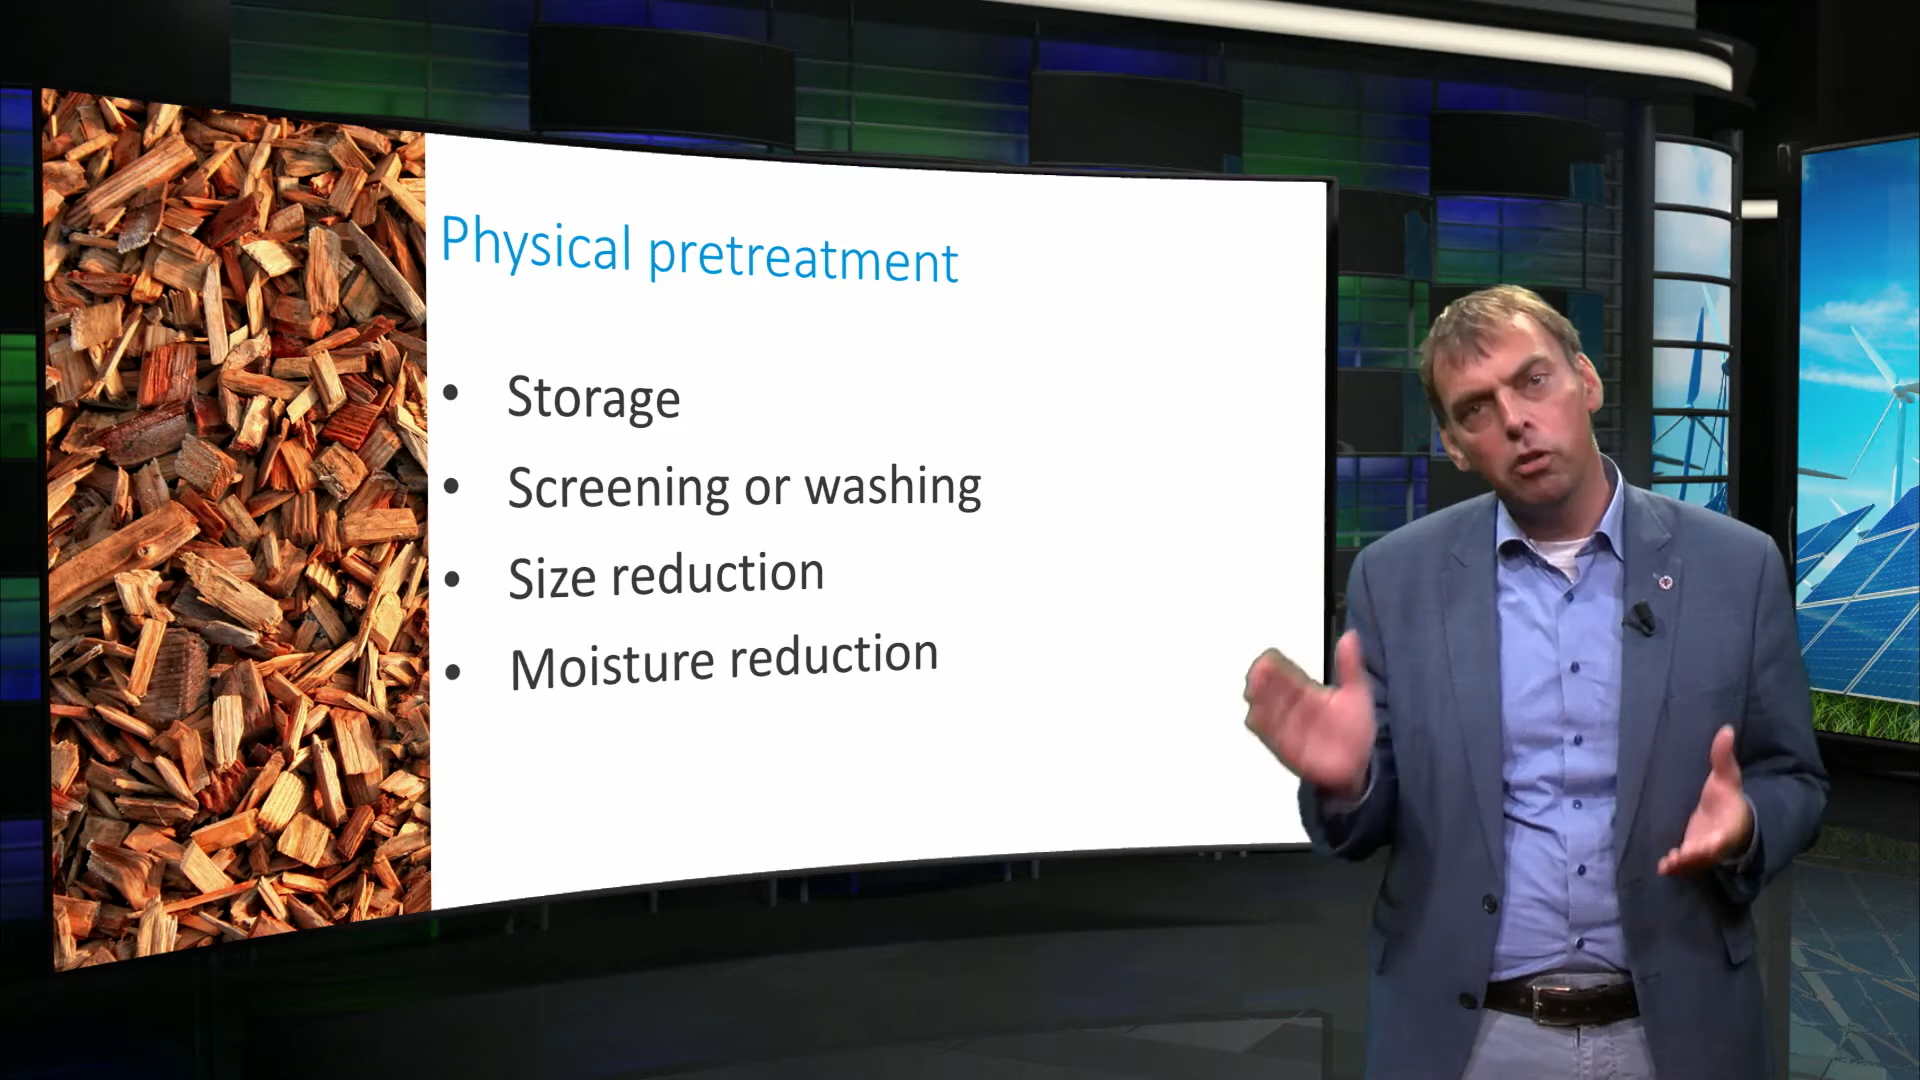 Physical pretreatment
• Storage
• Screening or washing
• Size reduction
• Moisture reduction